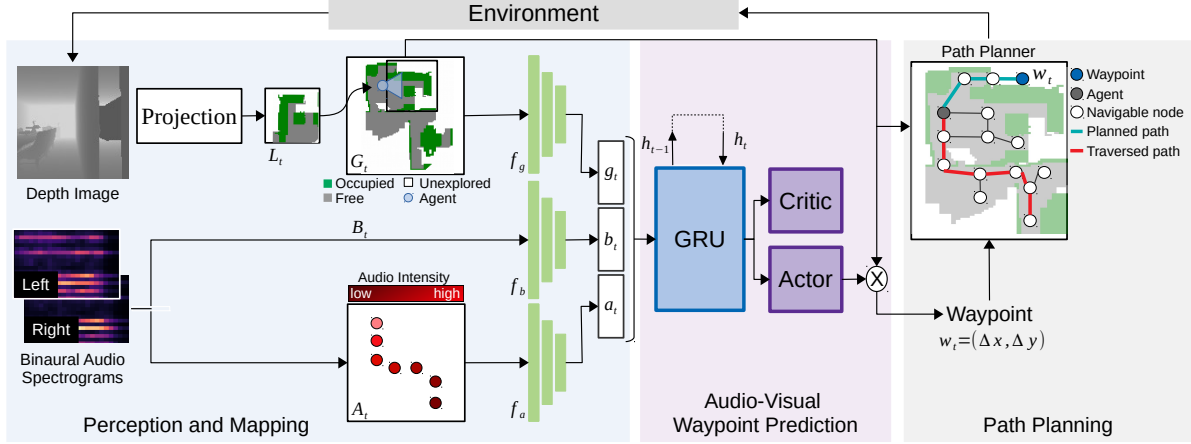 Environment
Depth Image
Projection
L_t
G_t
Occupied
Free
Unexplored
Agent
f_g
g_t
B_t
f_b
b_t
Left
Right
Binaural Audio
Spectrograms
Audio Intensity
low high
A_t
f_a
a_t
Perception and Mapping
h_{t-1}
h_t
GRU
Critic
Actor
X
Audio-Visual
Waypoint Prediction
Path Planner
w_t
Waypoint
Agent
Navigable node
Planned path
Traversed path
Waypoint
w_t=(Δx,Δy)
Path Planning